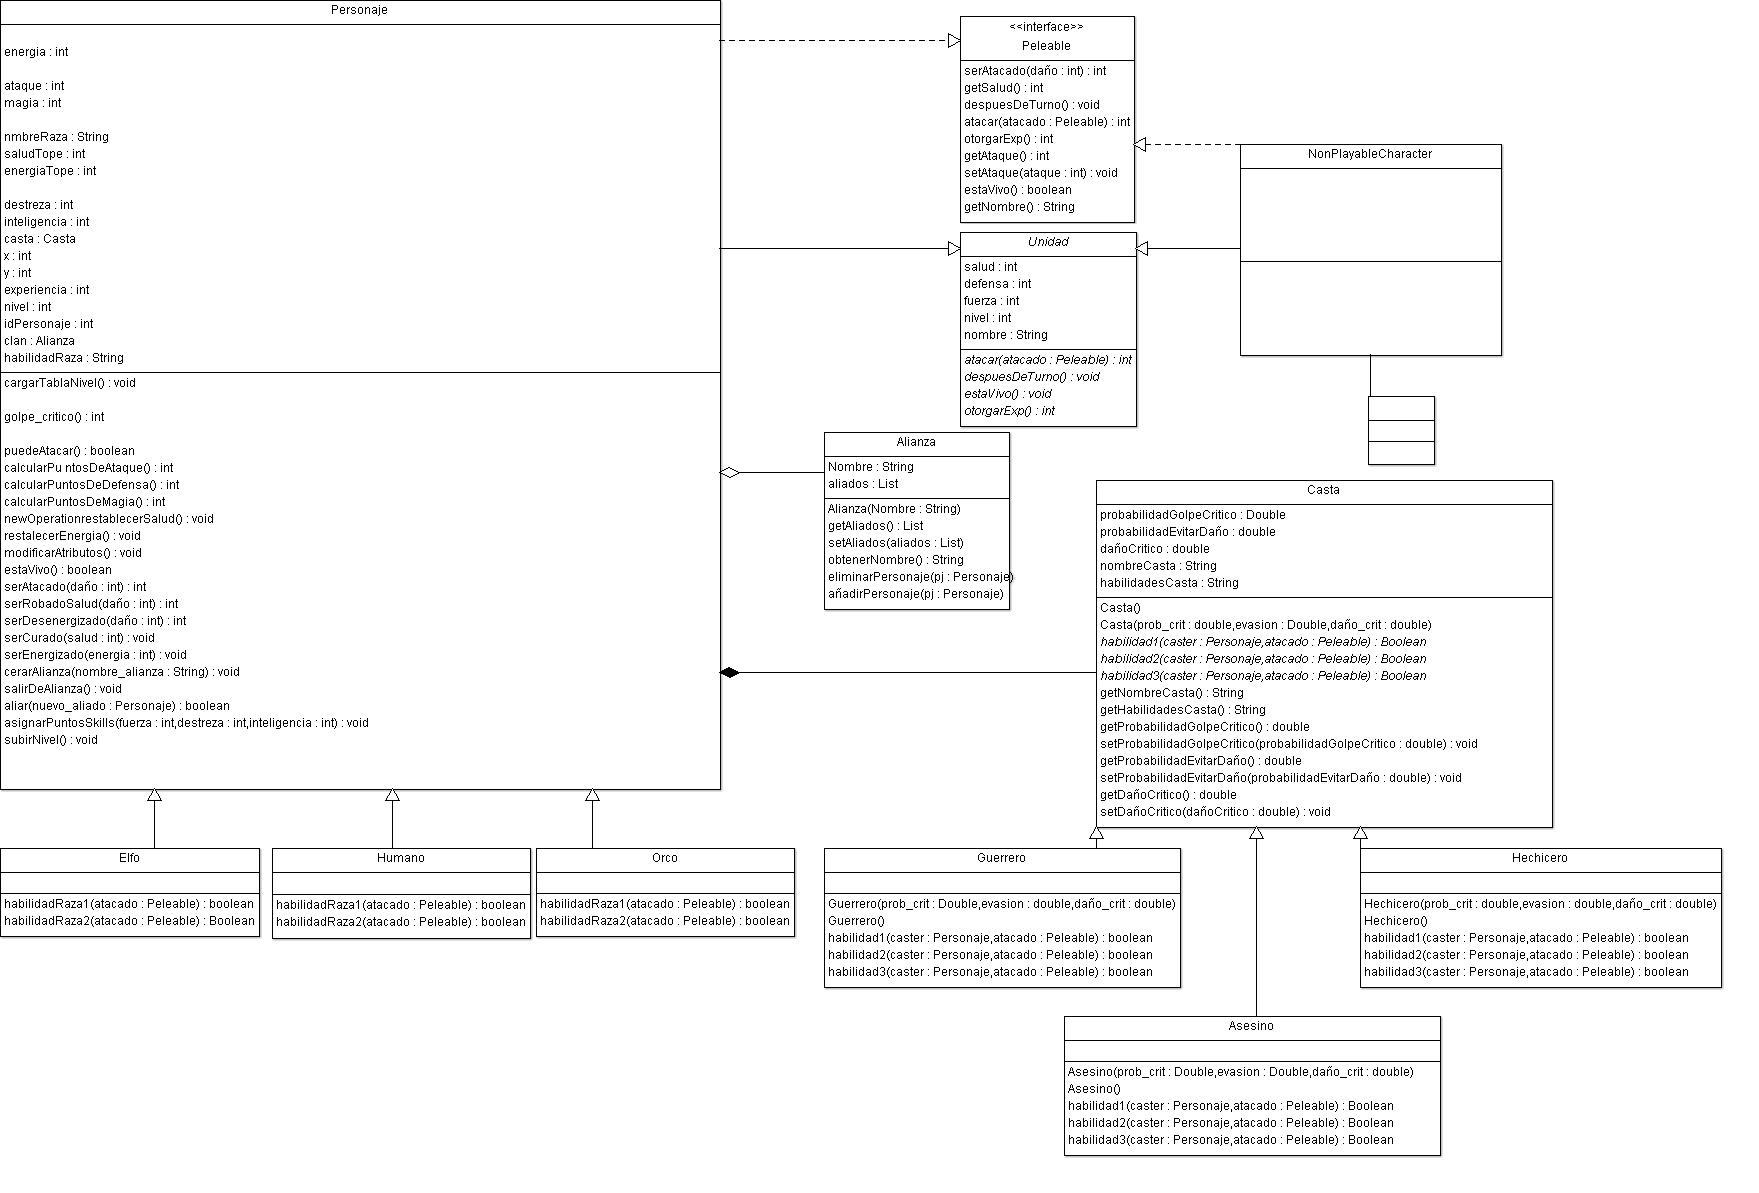 Personaje
energia : int
ataque : int
magia : int
nmbreRaza : String
saludTope : int
energiaTope : int
destreza : int
inteligencia : int
casta : Casta
x : int
y : int
experiencia : int
nivel : int
idPersonaje : int
clan : Alianza
habilidadRaza : String
cargarTablaNivel() : void
golpe_critico() : int
puedeAtacar() : boolean
calcularPu ntosDeAtaque() : int
calcularPuntosDeDefensa() : int
calcularPuntosDeMagia() : int
newOperationrestablecerSalud() : void
restalecerEnergia() : void
modificarAtributos() : void
estaVivo() : boolean
serAtacado(daño : int) : int
serRobadoSalud(daño : int) : int
serDesenergizado(daño : int) : int
serCurado(salud : int) : void
serEnergizado(energia : int) : void
cerarAlianza(nombre_alianza : String) : void
salirDeAlianza() : void
aliar(nuevo_aliado : Personaje) : boolean
asignarPuntosSkills(fuerza : int,destreza : int,inteligencia : int) : void
subirNivel() : void
<<interface>>
Peleable
serAtacado(daño : int) : int
getSalud() : int
despuesDeTurno() : void
atacar(atacado : Peleable) : int
otorgarExp() : int
getAtaque() : int
setAtaque(ataque : int) : void
estaVivo() : boolean
getNombre() : String
NonPlayableCharacter
Unidad
salud : int
defensa : int
fuerza : int
nivel : int
nombre : String
atacar(atacado : Peleable) : int
despuesDeTurno() : void
estaVivo() : void
otorgarExp() : int
Alianza
Nombre : String
aliados : List
Alianza(Nombre : String)
getAliados() : List
setAliados(aliados : List)
obtenerNombre() : String
eliminarPersonaje(pj : Personaje)
añadirPersonaje(pj : Personaje)
Casta
probabilidadGolpeCritico : Double
probabilidadEvitarDaño : double
dañoCritico : double
nombreCasta : String
habilidadesCasta : String
Casta()
Casta(prob_crit : double,evasion : Double,daño_crit : double)
habilidad1(caster : Personaje,atacado : Peleable) : Boolean
habilidad2(caster : Personaje,atacado : Peleable) : Boolean
habilidad3(caster : Personaje,atacado : Peleable) : Boolean
getNombreCasta() : String
getHabilidadesCasta() : String
getProbabilidadGolpeCritico() : double
setProbabilidadGolpeCritico(probabilidadGolpeCritico : double) : void
getProbabilidadEvitarDaño() : double
setProbabilidadEvitarDaño(probabilidadEvitarDaño : double) : void
getDañoCritico() : double
setDañoCritico(dañoCritico : double) : void
Elfo
habilidadRaza1(atacado : Peleable) : boolean
habilidadRaza2(atacado : Peleable) : Boolean
Humano
habilidadRaza1(atacado : Peleable) : boolean
habilidadRaza2(atacado : Peleable) : boolean
Orco
habilidadRaza1(atacado : Peleable) : boolean
habilidadRaza2(atacado : Peleable) : boolean
Guerrero
Guerrero(prob_crit : Double,evasion : double,daño_crit : double)
Guerrero()
habilidad1(caster : Personaje,atacado : Peleable) : boolean
habilidad2(caster : Personaje,atacado : Peleable) : boolean
habilidad3(caster : Personaje,atacado : Peleable) : boolean
Hechicero
Hechicero(prob_crit : double,evasion : double,daño_crit : double)
Hechicero()
habilidad1(caster : Personaje,atacado : Peleable) : boolean
habilidad2(caster : Personaje,atacado : Peleable) : boolean
habilidad3(caster : Personaje,atacado : Peleable) : boolean
Asesino
Asesino(prob_crit : Double,evasion : Double,daño_crit : double)
Asesino()
habilidad1(caster : Personaje,atacado : Peleable) : Boolean
habilidad2(caster : Personaje,atacado : Peleable) : Boolean
habilidad3(caster : Personaje,atacado : Peleable) : Boolean